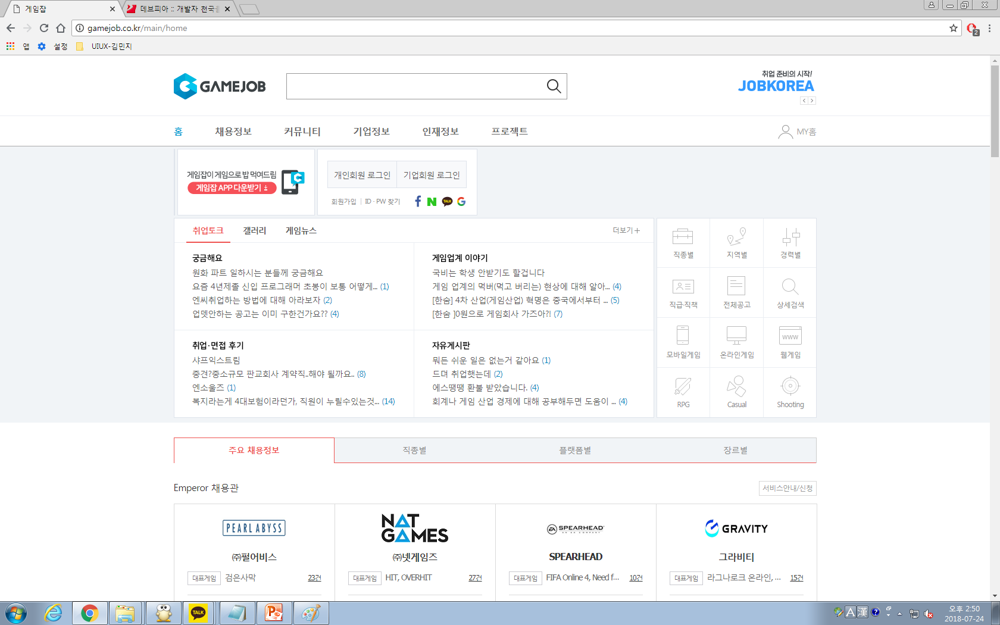 게임잡
데브피아 :: 개발자 천국을
gamejob.co.kr/main/home
2
앱
설정
UIUX-김민지
GAMEJOB
취업 준비의 시작!
JOBKOREA
홈
채용정보
커뮤니티
기업정보
인재정보
프로젝트
MY홈
게임잡이 게임으로 밥 먹여드림
게임잡 APP 다운받기
개인회원 로그인
기업회원 로그인
회원가입 | ID · PW 찾기
TALK
취업토크
갤러리
게임뉴스
더보기+
궁금해요
원화 파트 일하시는 분들께 궁금해요
요즘 4년제졸 신입 프로그래머 초봉이 보통 어떻게... (1)
엔씨취업하는 방법에 대해 아라보자 (2)
업뎃안하는 공고는 이미 구한건가요?? (4)
게임업계 이야기
국비는 학생 안받기도 할겁니다
게임 업계의 먹버(먹고 버리는) 현상에 대해 알아... (4)
[한숨] 4차 산업(게임산업) 혁명은 중국에서부터 ... (5)
[한숨 ]0원으로 게임회사 가즈아?! (7)
취업·면접 후기
샤프익스트림
중견?중소규모 판교회사 계약직..해야 될까요.. (8)
엔소울즈 (1)
복지라는게 4대보험이라던가, 직원이 누릴수있는것... (14)
자유게시판
뭐든 쉬운 일은 없는거 같아요 (1)
드뎌 취업햇는데 (2)
에스땡땡 환불 받았습니다. (4)
회계나 게임 산업 경제에 대해 공부해두면 도움이 ... (4)
직종별
지역별
경력별
직급·직책
전체공고
상세검색
모바일게임
온라인게임
WWW
웹게임
RPG
Casual
Shooting
주요 채용정보
직종별
플랫폼별
장르별
Emperor 채용관
서비스안내/신청
PEARL ABYSS
㈜펄어비스
대표게임 검은사막 23건
NAT GAMES
㈜넷게임즈
대표게임 HIT, OVERHIT 27건
EA SPEARHEAD
SPEARHEAD
대표게임 FIFA Online 4, Need f... 10건
GRAVITY
그라비티
대표게임 라그나로크 온라인, ... 15건
TALK
A 漢
오후 2:50
2018-07-24